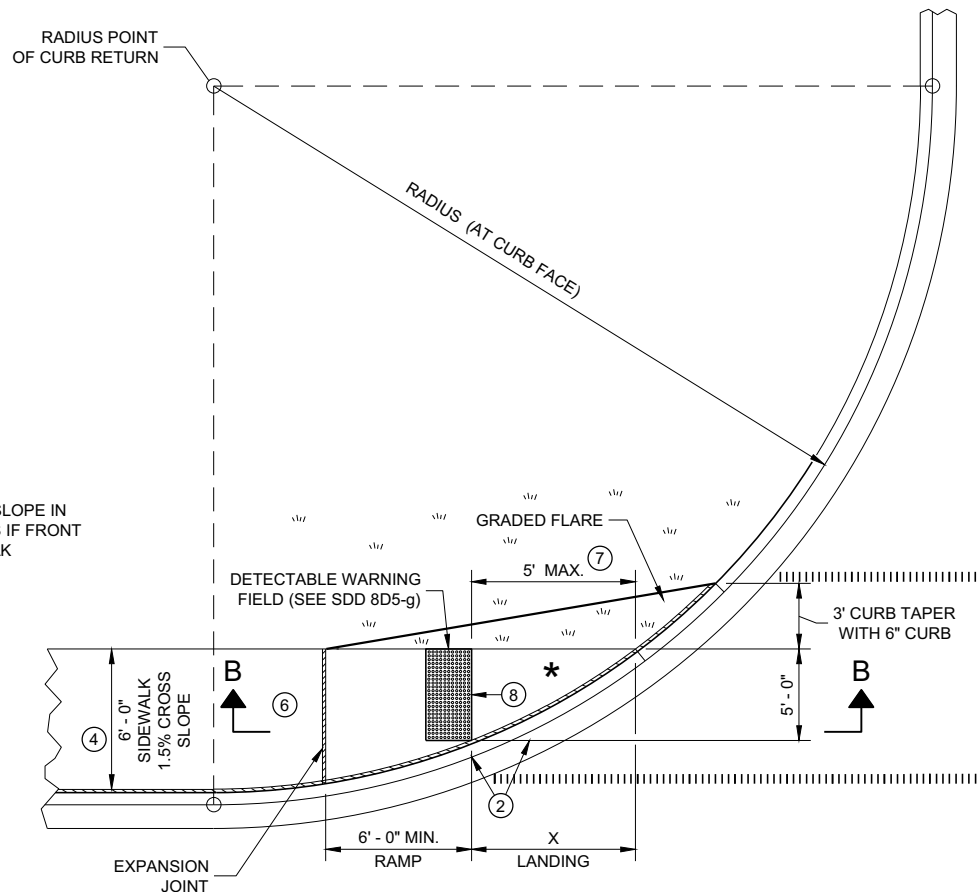 RADIUS POINT
OF CURB RETURN
RADIUS (AT CURB FACE)
SLOPE IN
IF FRONT
GRADED FLARE
5' MAX.
7
DETECTABLE WARNING
FIELD (SEE SDD 8D5-g)
3' CURB TAPER
WITH 6" CURB
B
6
*
8
B
4
6' - 0"
SIDEWALK
1.5% CROSS
SLOPE
5' - 0"
2
6' - 0" MIN.
RAMP
X
LANDING
EXPANSION
JOINT